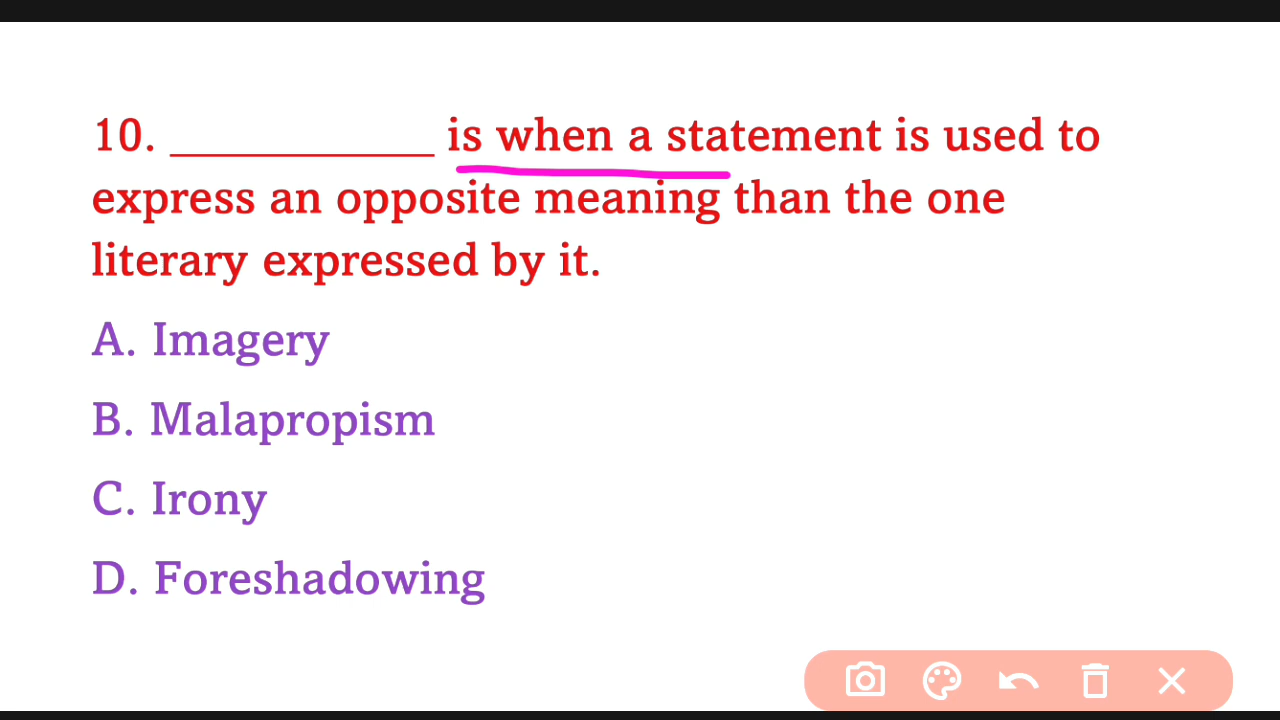 10. ____________ is when a statement is used to
express an opposite meaning than the one
literary expressed by it.
A. Imagery
B. Malapropism
C. Irony
D. Foreshadowing